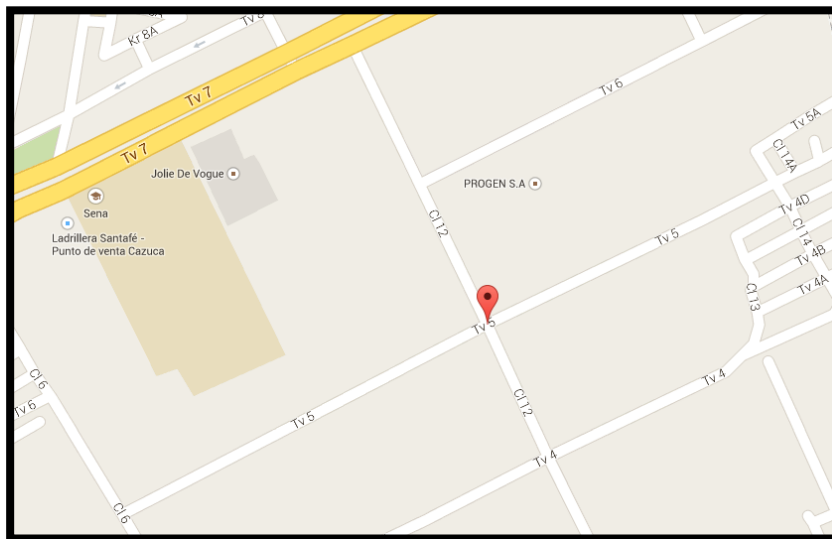 Kr 8A
Tv 7
Tv 7
Tv 6
Tv 5A
Cl 14A
Jolie De Vogue
PROGEN S.A
Sena
Tv 4D
Cl 12
Cl 14
Ladrillera Santafé -
Punto de venta Cazuca
Tv 5
Tv 4B
Tv 4A
Cl 13
Tv 5
Cl 6
Tv 4
Tv 6
Cl 12
Tv 5
Tv 4
Cl 6